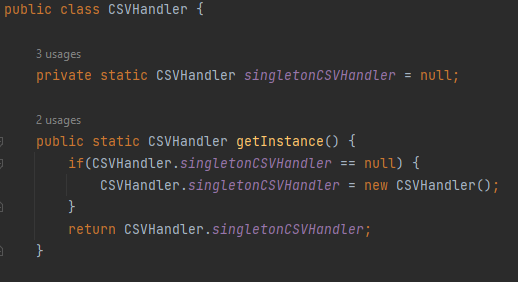 public class CSVHandler {
3 usages
private static CSVHandler singletonCSVHandler = null;
2 usages
public static CSVHandler getInstance() {
if(CSVHandler.singletonCSVHandler == null) {
CSVHandler.singletonCSVHandler = new CSVHandler();
}
return CSVHandler.singletonCSVHandler;
}